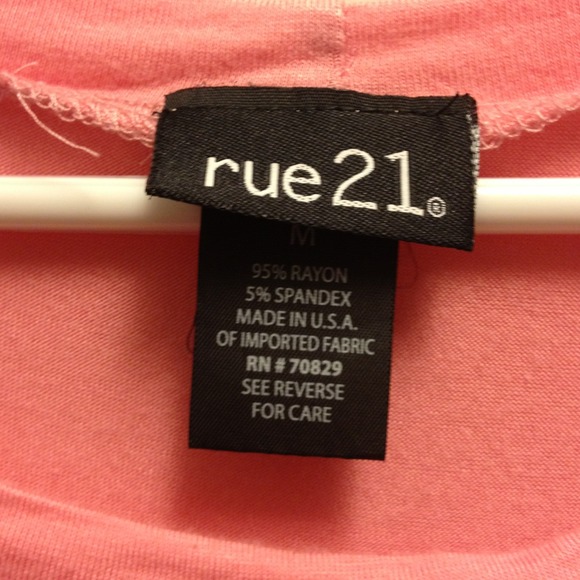 rue21®
M
95% RAYON
5% SPANDEX
MADE IN U.S.A.
OF IMPORTED FABRIC
RN # 70829
SEE REVERSE
FOR CARE